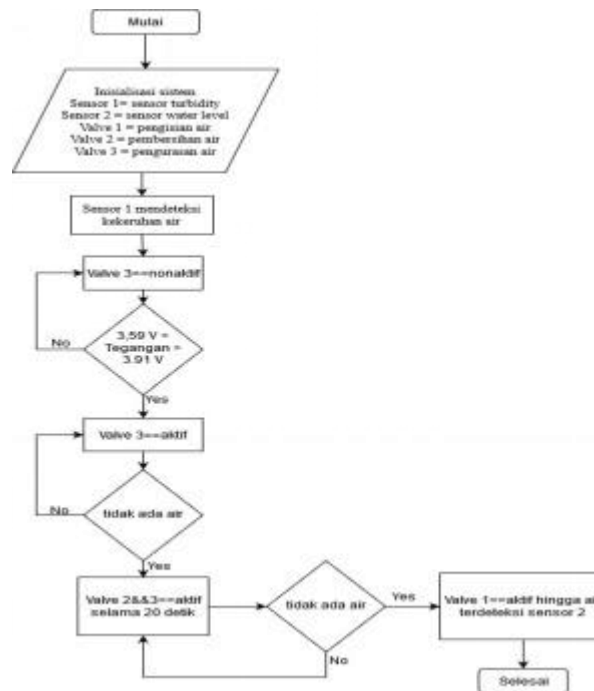 Mulai
Inisialisasi sistem
Sensor 1= sensor turbidity
Sensor 2 = sensor water level
Valve 1 = pengisian air
Valve 2 = pembersihan air
Valve 3 = pengurasan air
Sensor 1 mendeteksi
kekeruhan air
Valve 3==nonaktif
No
3,59 V =
Tegangan =
3.91 V
Yes
Valve 3==aktif
No
tidak ada air
Yes
Valve 2&&3==aktif
selama 20 detik
tidak ada air
Yes
No
Valve 1==aktif hingga ai
terdeteksi sensor 2
Selesai